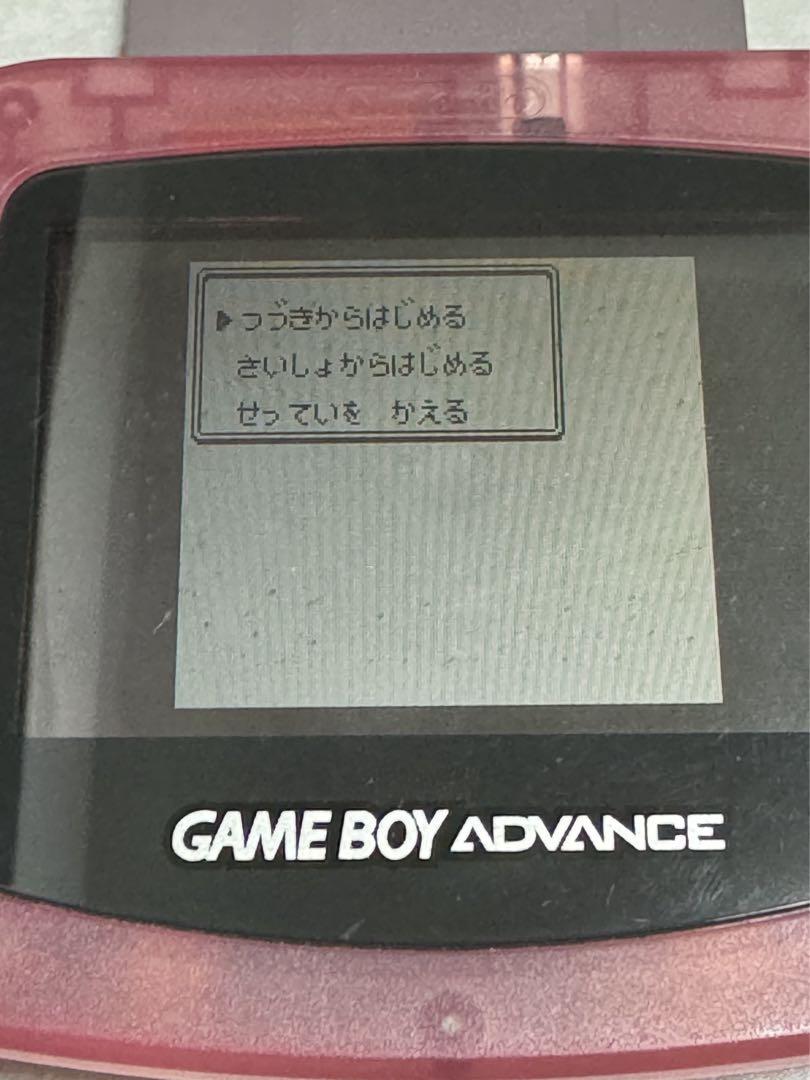 ▶つづきからはじめる
さいしょからはじめる
せっていを かえる
GAME BOY ADVANCE